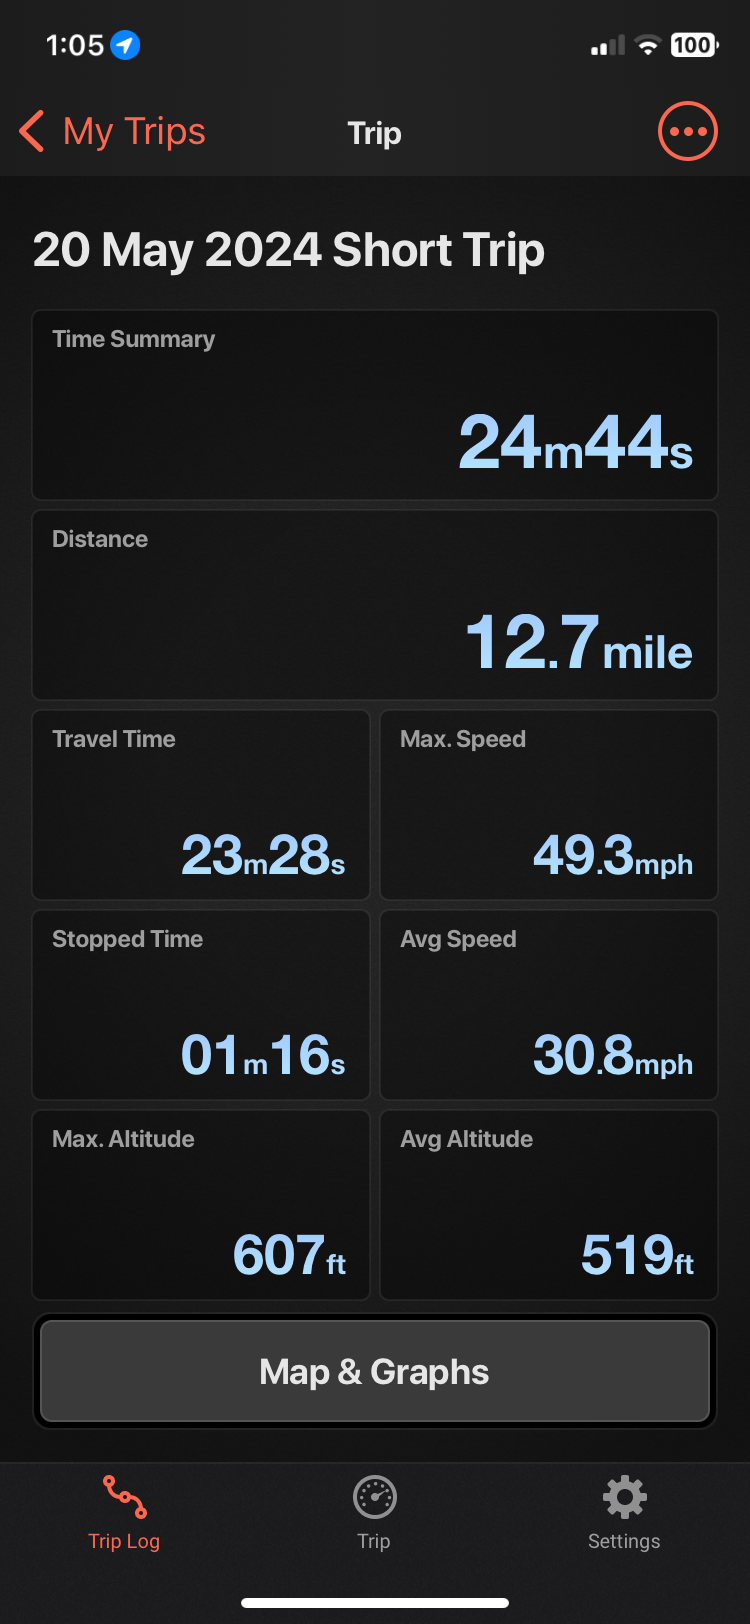 1:05
100
My Trips
Trip
20 May 2024 Short Trip
Time Summary
24m44s
Distance
12.7mile
Travel Time
23m28s
Max. Speed
49.3mph
Stopped Time
01m16s
Avg Speed
30.8mph
Max. Altitude
607ft
Avg Altitude
519ft
Map & Graphs
Trip Log
Trip
Settings